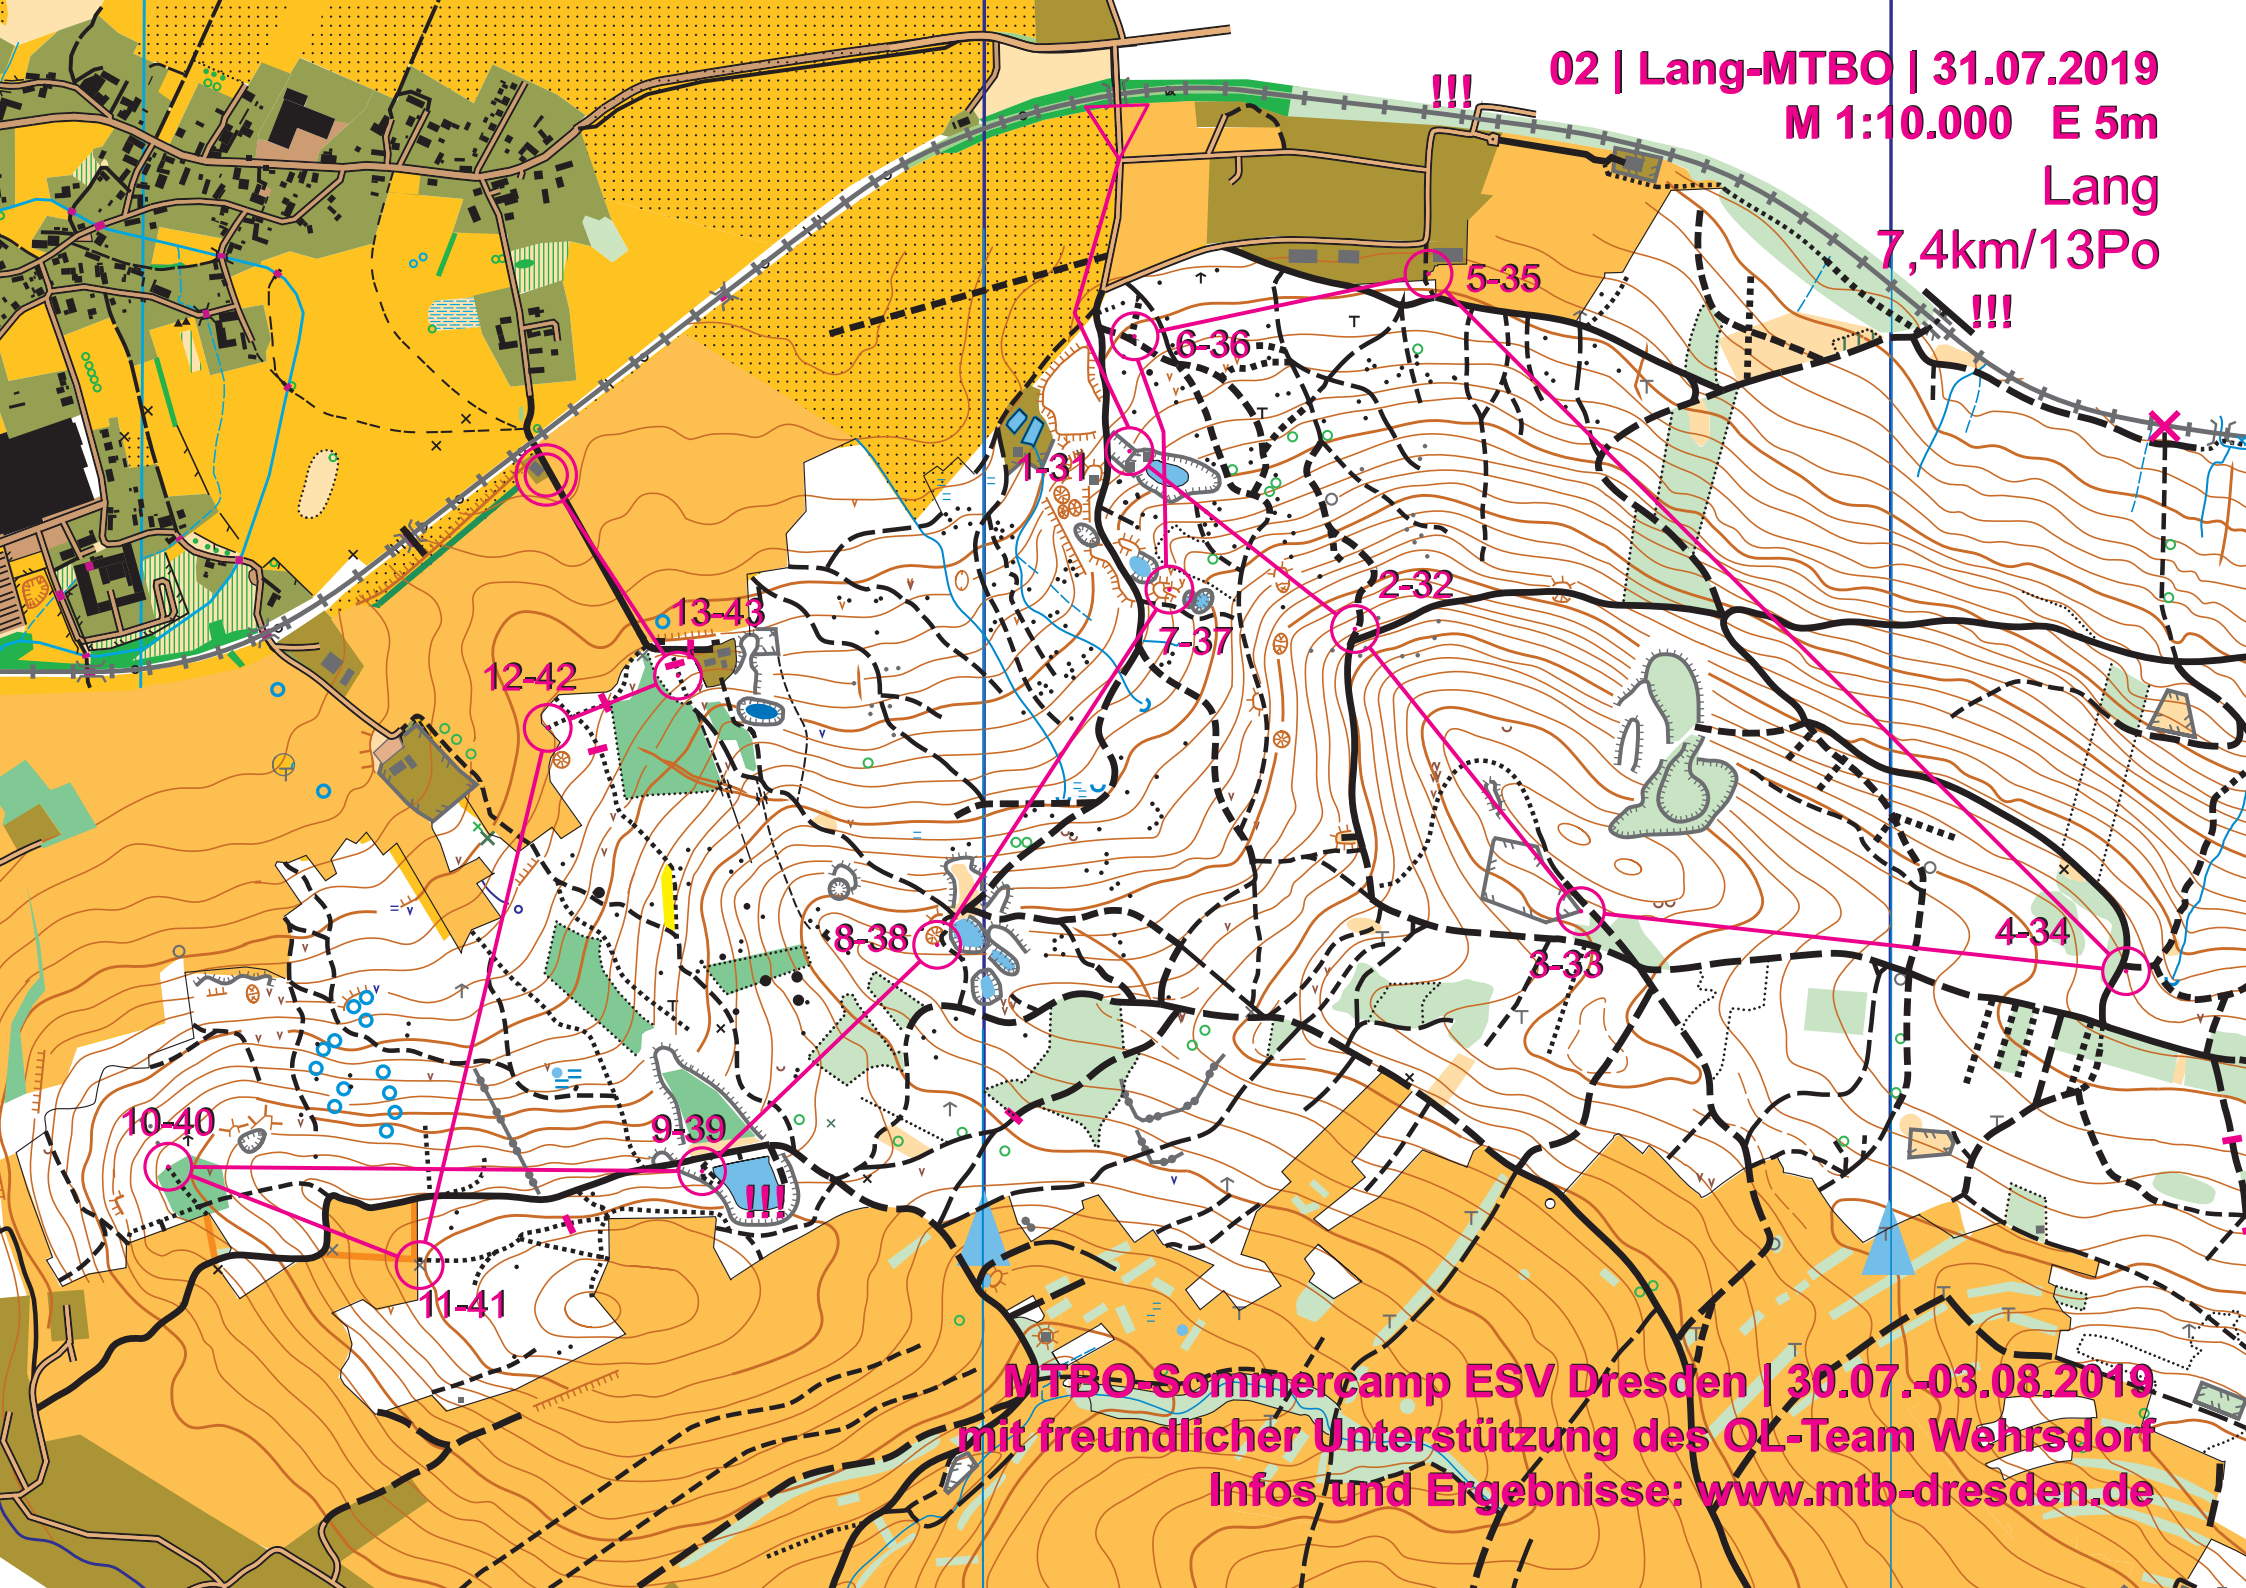 02 | Lang-MTBO | 31.07.2019
!!!
M 1:10.000 E 5m
Lang
7,4km/13Po
!!!
5-35
6-36
1-31
2-32
13-43
7-37
12-42
4-34
8-38
3-33
10-40
9-39
!!!
11-41
MTBO-Sommercamp ESV Dresden | 30.07.-03.08.2019
mit freundlicher Unterstützung des OL-Team Wehrsdorf
Infos und Ergebnisse: www.mtb-dresden.de